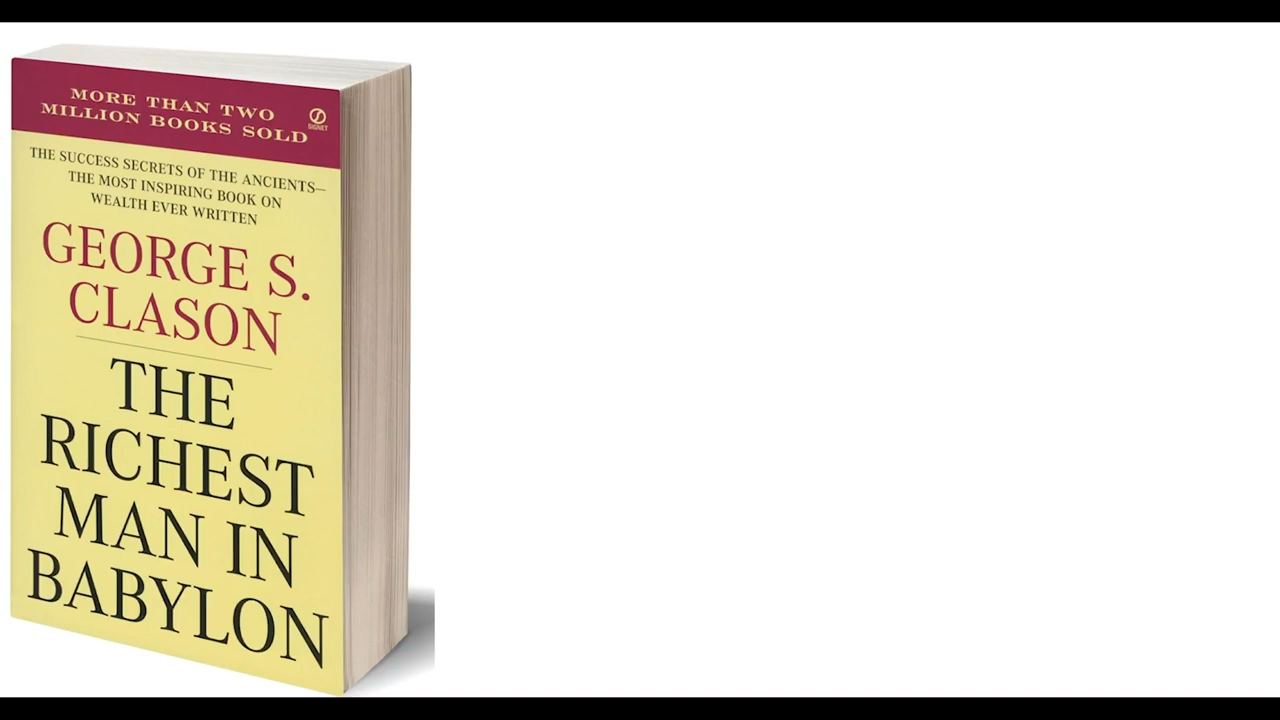 MORE THAN TWO
MILLION BOOKS SOLD
SIGNET
THE SUCCESS SECRETS OF THE ANCIENTS—
THE MOST INSPIRING BOOK ON
WEALTH EVER WRITTEN
GEORGE S.
CLASON
THE
RICHEST
MAN IN
BABYLON